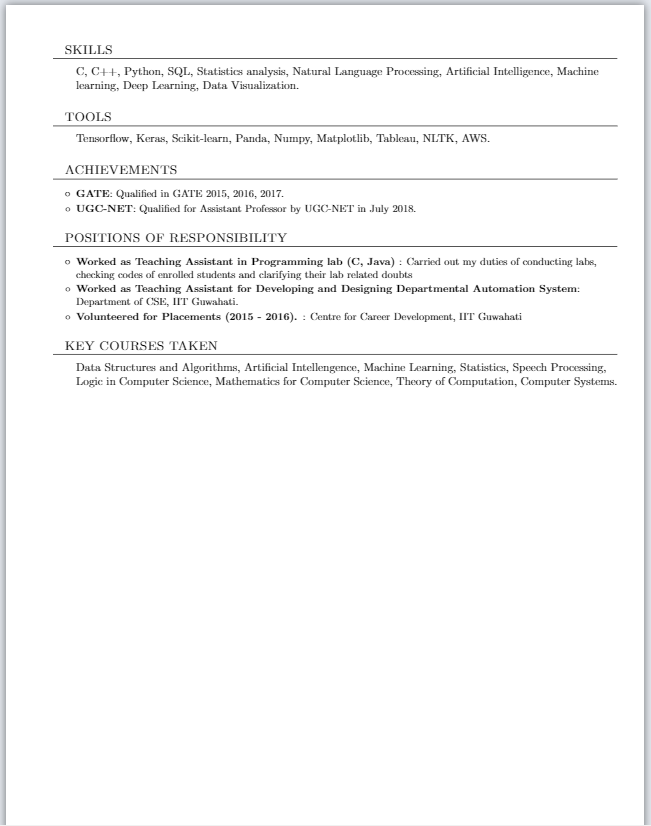 SKILLS
C, C++, Python, SQL, Statistics analysis, Natural Language Processing, Artificial Intelligence, Machine
learning, Deep Learning, Data Visualization.
TOOLS
Tensorflow, Keras, Scikit-learn, Panda, Numpy, Matplotlib, Tableau, NLTK, AWS.
ACHIEVEMENTS
◦ GATE: Qualified in GATE 2015, 2016, 2017.
◦ UGC-NET: Qualified for Assistant Professor by UGC-NET in July 2018.
POSITIONS OF RESPONSIBILITY
◦ Worked as Teaching Assistant in Programming lab (C, Java) : Carried out my duties of conducting labs,
checking codes of enrolled students and clarifying their lab related doubts
◦ Worked as Teaching Assistant for Developing and Designing Departmental Automation System:
Department of CSE, IIT Guwahati.
◦ Volunteered for Placements (2015 - 2016). : Centre for Career Development, IIT Guwahati
KEY COURSES TAKEN
Data Structures and Algorithms, Artificial Intellengence, Machine Learning, Statistics, Speech Processing,
Logic in Computer Science, Mathematics for Computer Science, Theory of Computation, Computer Systems.